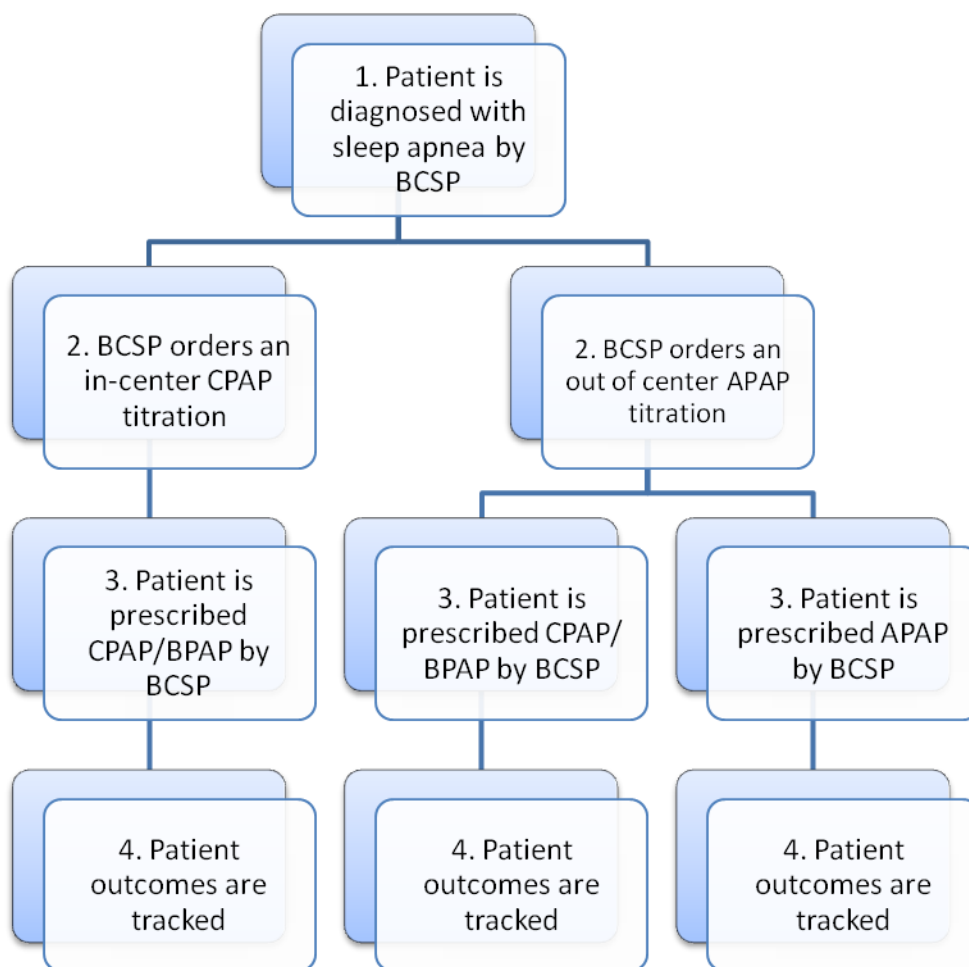 1. Patient is
diagnosed with
sleep apnea by
BCSP
2. BCSP orders an
in-center CPAP
titration
2. BCSP orders an
out of center APAP
titration
3. Patient is
prescribed
CPAP/BPAP by
BCSP
3. Patient is
prescribed CPAP/
BPAP by BCSP
3. Patient is
prescribed APAP
by BCSP
4. Patient
outcomes are
tracked
4. Patient
outcomes are
tracked
4. Patient
outcomes are
tracked